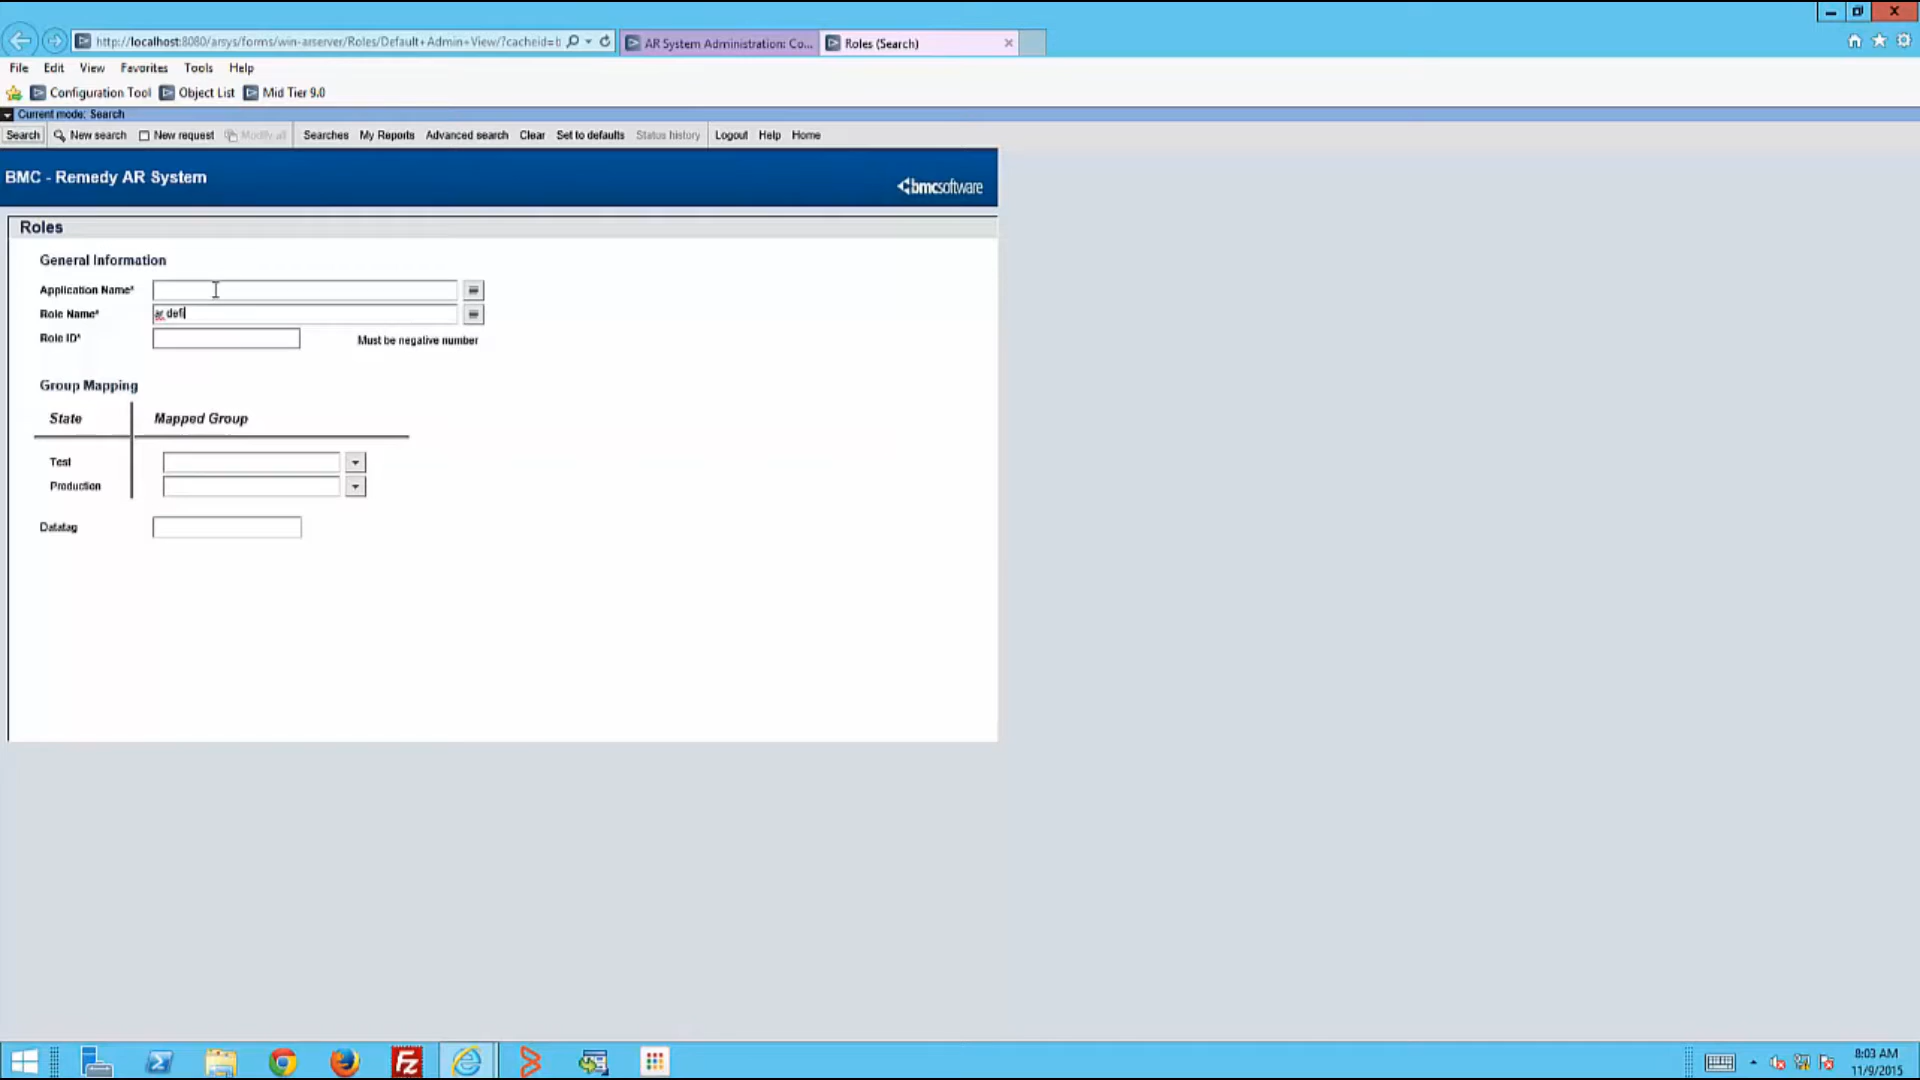 http://localhost:8080/arsys/forms/win-arserver/Roles/Default+Admin+View/?cacheid=b
AR System Administration: Co...
Roles (Search)
File Edit View Favorites Tools Help
Configuration Tool Object List Mid Tier 9.0
Current mode: Search
Search New search New request Modify all Searches My Reports Advanced search Clear Set to defaults Status history Logout Help Home
BMC - Remedy AR System
bmcsoftware
Roles
General Information
Application Name*
Role Name* ar defi
Role ID* Must be negative number
Group Mapping
State Mapped Group
Test
Production
Datatag
8:03 AM
11/9/2015